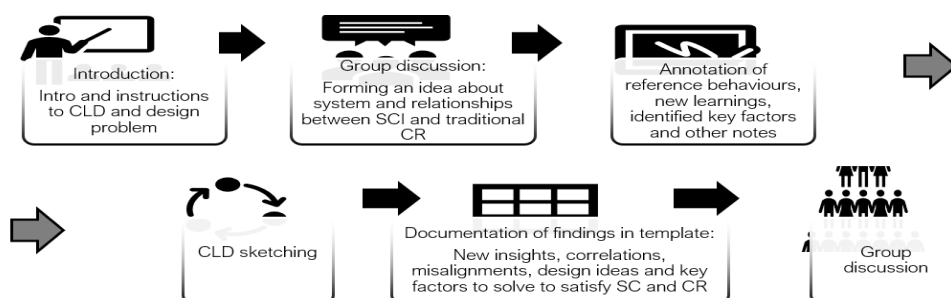 Introduction:
Intro and instructions
to CLD and design
problem
Group discussion:
Forming an idea about
system and relationships
between SCI and traditional
CR
Annotation of
reference behaviours,
new learnings,
identified key factors
and other notes
CLD sketching
Documentation of findings in template:
New insights, correlations,
misalignments, design ideas and key
factors to solve to satisfy SC and CR
Group
discussion